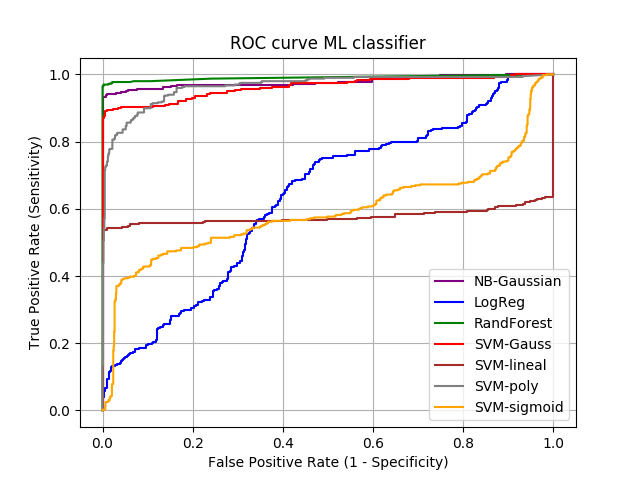 ROC curve ML classifier
True Positive Rate (Sensitivity)
1.0
0.8
0.6
0.4
0.2
0.0
NB-Gaussian
LogReg
RandForest
SVM-Gauss
SVM-lineal
SVM-poly
SVM-sigmoid
0.0 0.2 0.4 0.6 0.8 1.0
False Positive Rate (1 - Specificity)